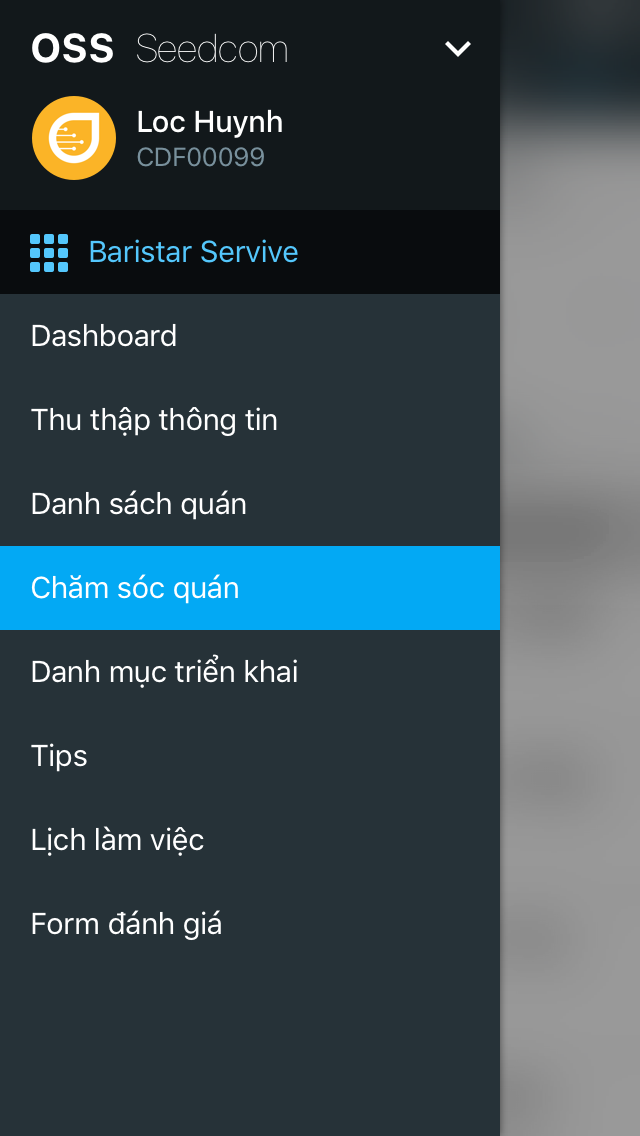 OSS Seedcom
Loc Huynh
CDF00099
Baristar Servive
Dashboard
Thu thập thông tin
Danh sách quán
Chăm sóc quán
Danh mục triển khai
Tips
Lịch làm việc
Form đánh giá